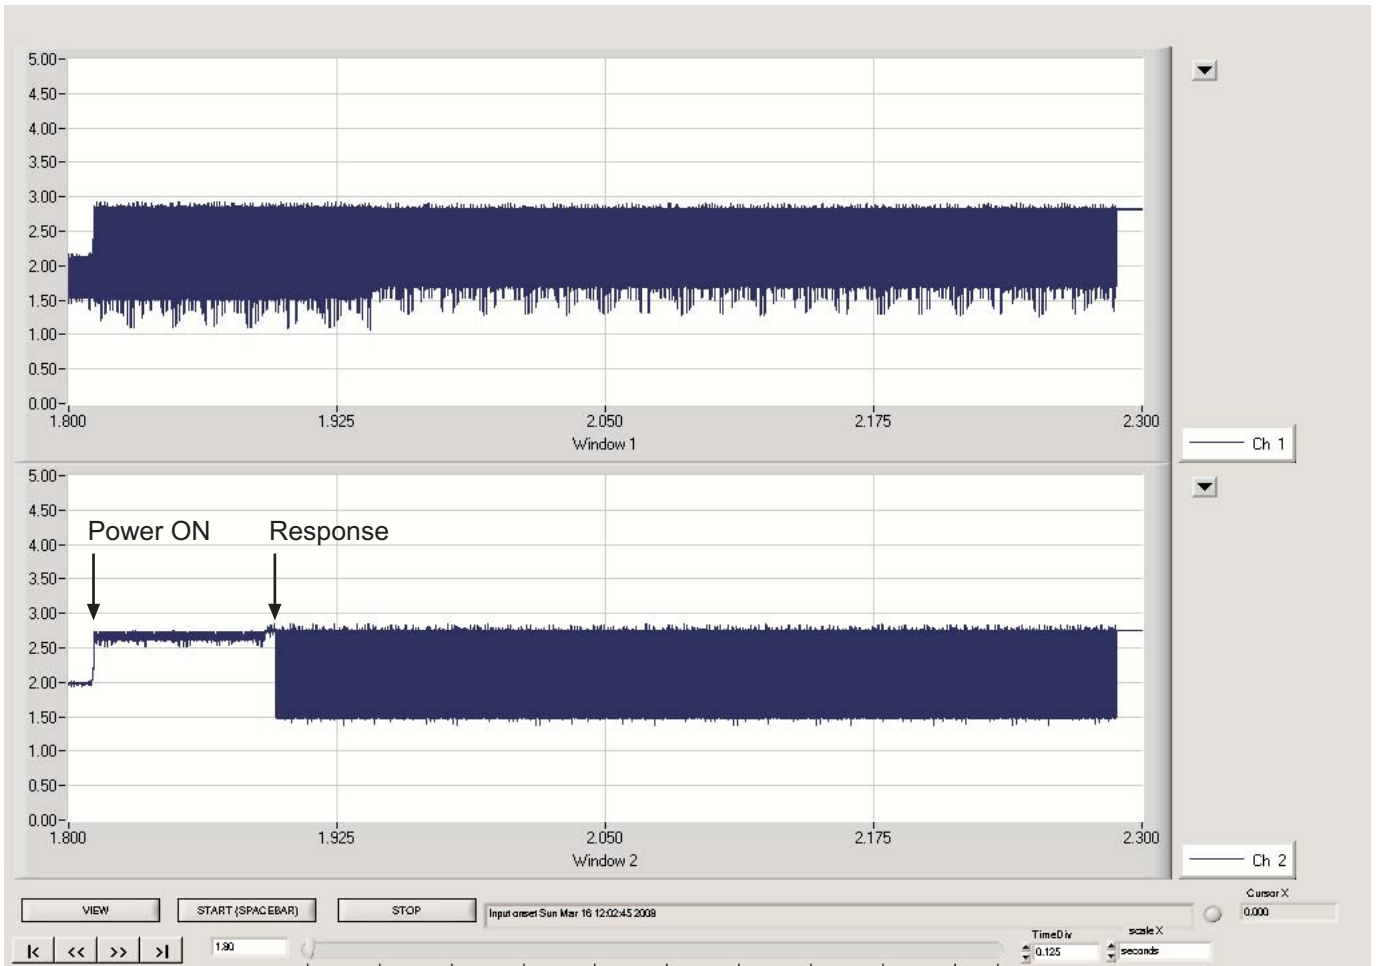 5.00
4.50
4.00
3.50
3.00
2.50
2.00
1.50
1.00
0.50
0.00
1.800 1.925 2.050 2.175 2.300
Window 1
Ch 1
5.00
4.50
4.00
3.50
3.00
2.50
2.00
1.50
1.00
0.50
0.00
Power ON Response
1.800 1.925 2.050 2.175 2.300
Window 2
Ch 2
VIEW START (SPACEBAR) STOP Input onset Sun Mar 16 12:02:45 2008
Cursor X
0.000
|< << >> >| 1.80
TimeDiv
0.125
scale X
seconds